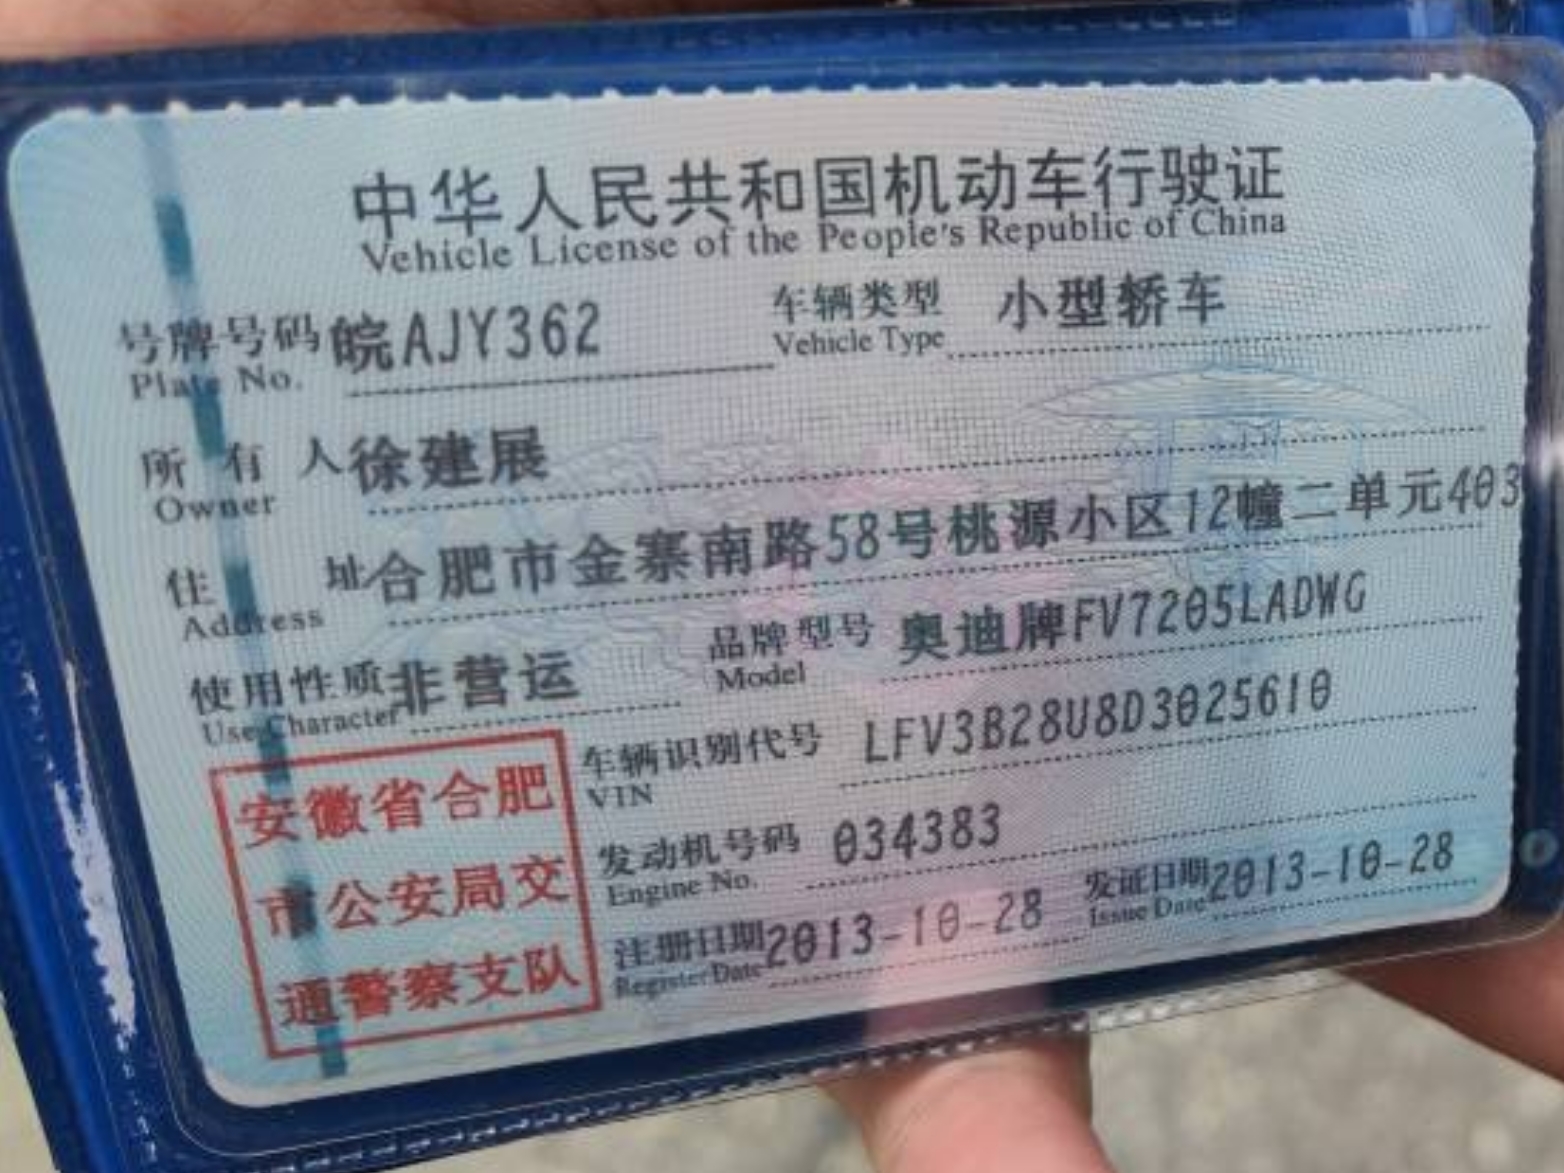 中华人民共和国机动车行驶证
Vehicle License of the People's Republic of China
号牌号码 皖AJY362 车辆类型 小型轿车
Plate No. Vehicle Type
所有人 徐建展
Owner
住址 合肥市金寨南路58号桃源小区12幢二单元403
Address
使用性质 非营运 品牌型号 奥迪牌FV7205LADWG
Use Character Model
车辆识别代号 LFV3B28U8D3025610
VIN
发动机号码 034383
Engine No.
注册日期 2013-10-28 发证日期 2013-10-28
Register Date Issue Date
安徽省合肥
市公安局交
通警察支队